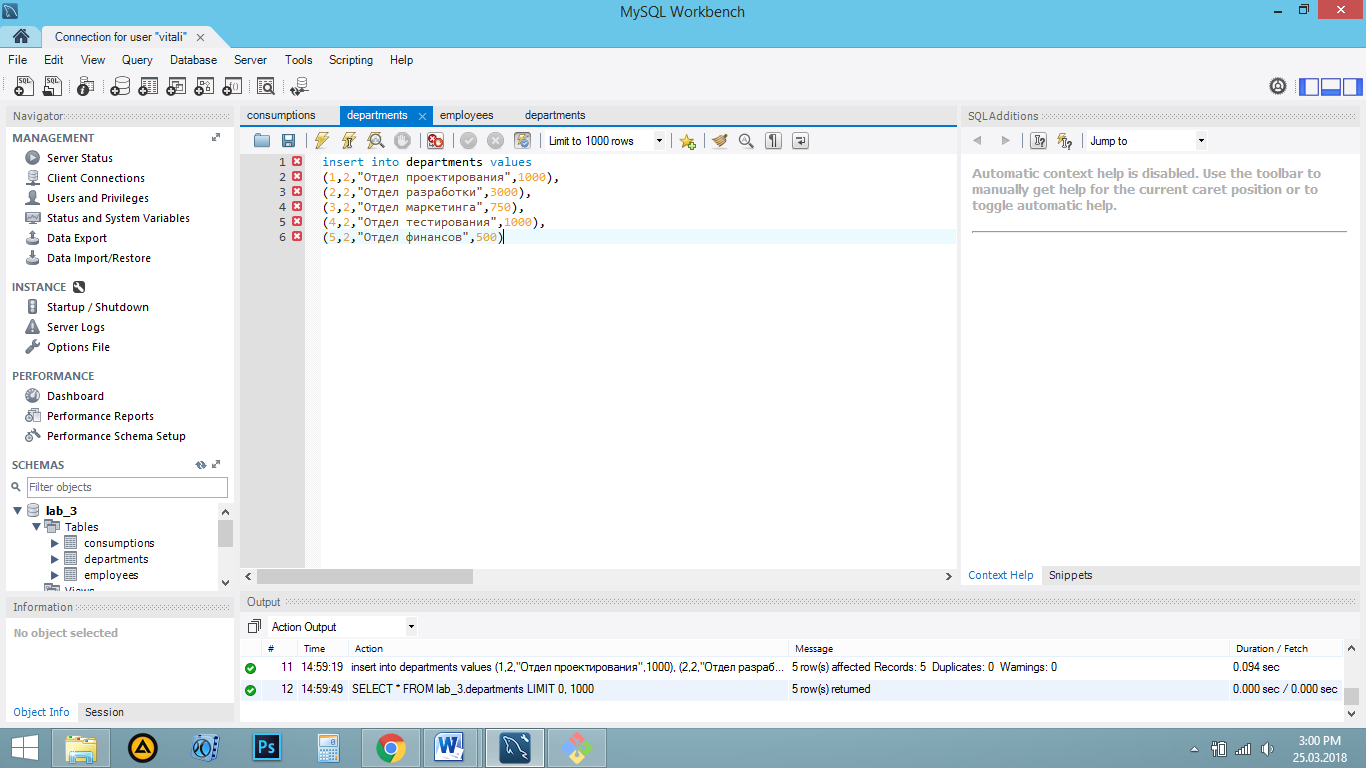 MySQL Workbench
Connection for user "vitali"
File Edit View Query Database Server Tools Scripting Help
Navigator
MANAGEMENT
Server Status
Client Connections
Users and Privileges
Status and System Variables
Data Export
Data Import/Restore
INSTANCE
Startup / Shutdown
Server Logs
Options File
PERFORMANCE
Dashboard
Performance Reports
Performance Schema Setup
SCHEMAS
Filter objects
lab_3
Tables
consumptions
departments
employees
Views
Information
No object selected
Object Info Session
consumptions departments employees departments
Limit to 1000 rows
1 insert into departments values
2 (1,2,"Отдел проектирования",1000),
3 (2,2,"Отдел разработки",3000),
4 (3,2,"Отдел маркетинга",750),
5 (4,2,"Отдел тестирования",1000),
6 (5,2,"Отдел финансов",500)
SQLAdditions
Jump to
Automatic context help is disabled. Use the toolbar to
manually get help for the current caret position or to
toggle automatic help.
Context Help Snippets
Output
Action Output
# Time Action Message Duration / Fetch
11 14:59:19 insert into departments values (1,2,"Отдел проектирования",1000), (2,2,"Отдел разраб... 5 row(s) affected Records: 5 Duplicates: 0 Warnings: 0 0.094 sec
12 14:59:49 SELECT * FROM lab_3.departments LIMIT 0, 1000 5 row(s) returned 0.000 sec / 0.000 sec
Ps
3:00 PM
25.03.2018